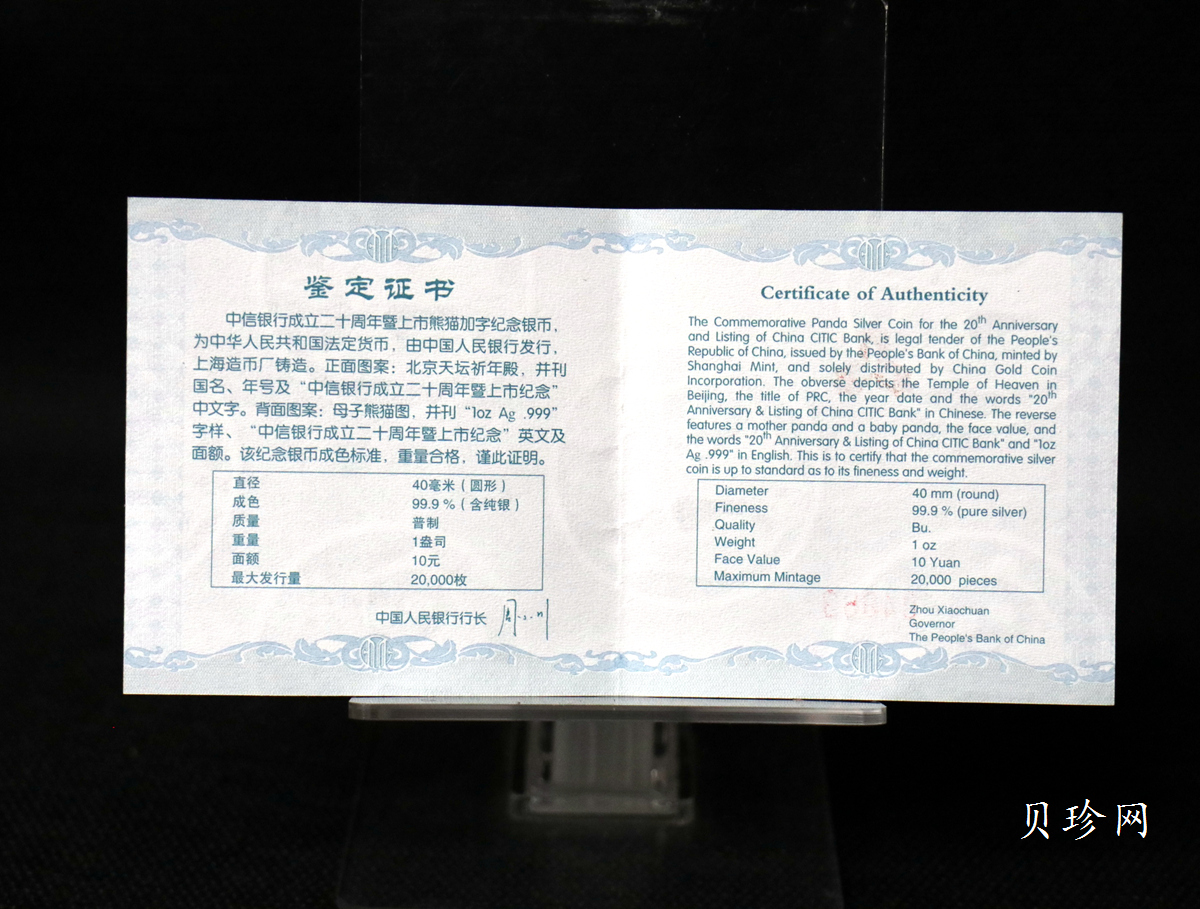 鉴定证书
中信银行成立二十周年暨上市熊猫加字纪念银币，
为中华人民共和国法定货币，由中国人民银行发行，
上海造币厂铸造。正面图案：北京天坛祈年殿，并刊
国名、年号及“中信银行成立二十周年暨上市纪念”
中文字。背面图案：母子熊猫图，并刊“1oz Ag .999”
字样、“中信银行成立二十周年暨上市纪念”英文及
面额。该纪念银币成色标准，重量合格，谨此证明。
直径 40毫米（圆形）
成色 99.9 %（含纯银）
质量 普制
重量 1盎司
面额 10元
最大发行量 20,000枚
中国人民银行行长
Certificate of Authenticity
The Commemorative Panda Silver Coin for the 20th Anniversary
and Listing of China CITIC Bank, is legal tender of the People's
Republic of China, issued by the People's Bank of China, minted by
Shanghai Mint, and solely distributed by China Gold Coin
Incorporation. The obverse depicts the Temple of Heaven in
Beijing, the title of PRC, the year date and the words "20th
Anniversary & Listing of China CITIC Bank" in Chinese. The reverse
features a mother panda and a baby panda, the face value, and
the words "20th Anniversary & Listing of China CITIC Bank" and "1oz
Ag .999" in English. This is to certify that the commemorative silver
coin is up to standard as to its fineness and weight.
Diameter 40 mm (round)
Fineness 99.9 % (pure silver)
Quality Bu.
Weight 1 oz
Face Value 10 Yuan
Maximum Mintage 20,000 pieces
Zhou Xiaochuan
Governor
The People's Bank of China
贝珍网